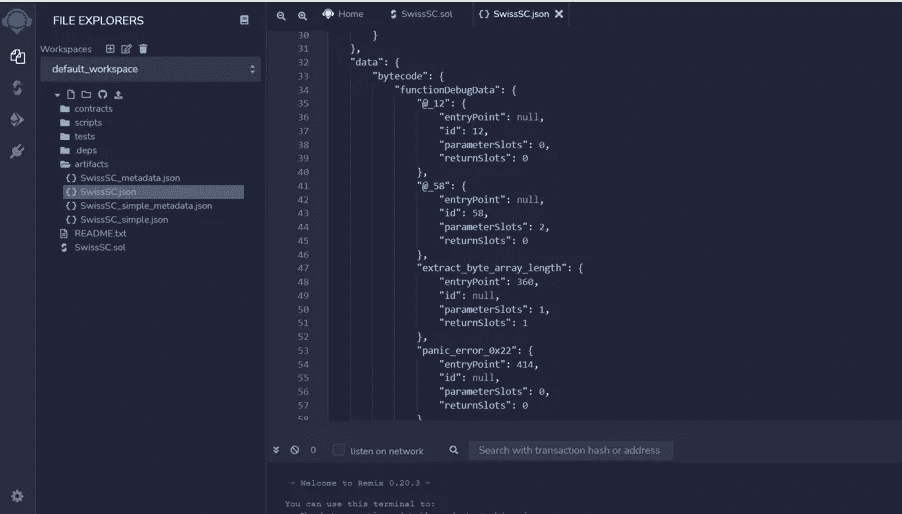 FILE EXPLORERS
Workspaces
default_workspace
contracts
scripts
tests
.deps
artifacts
SwissSC_metadata.json
SwissSC.json
SwissSC_simple_metadata.json
SwissSC_simple.json
README.txt
SwissSC.sol
Home SwissSC.sol {} SwissSC.json
30 }
31 },
32 "data": {
33 "bytecode": {
34 "functionDebugData": {
35 "@_12": {
36 "entryPoint": null,
37 "id": 12,
38 "parameterSlots": 0,
39 "returnSlots": 0
40 },
41 "@_58": {
42 "entryPoint": null,
43 "id": 58,
44 "parameterSlots": 2,
45 "returnSlots": 0
46 },
47 "extract_byte_array_length": {
48 "entryPoint": 360,
49 "id": null,
50 "parameterSlots": 1,
51 "returnSlots": 1
52 },
53 "panic_error_0x22": {
54 "entryPoint": 414,
55 "id": null,
56 "parameterSlots": 0,
57 "returnSlots": 0
58 }
0 listen on network Search with transaction hash or address
- Welcome to Remix 0.20.3 -
You can use this terminal to: